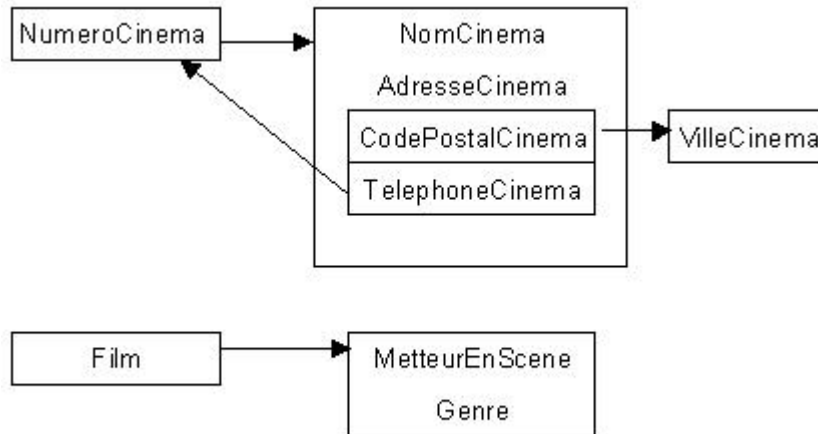 NumeroCinema
NomCinema
AdresseCinema
CodePostalCinema
VilleCinema
TelephoneCinema
Film
MetteurEnScene
Genre